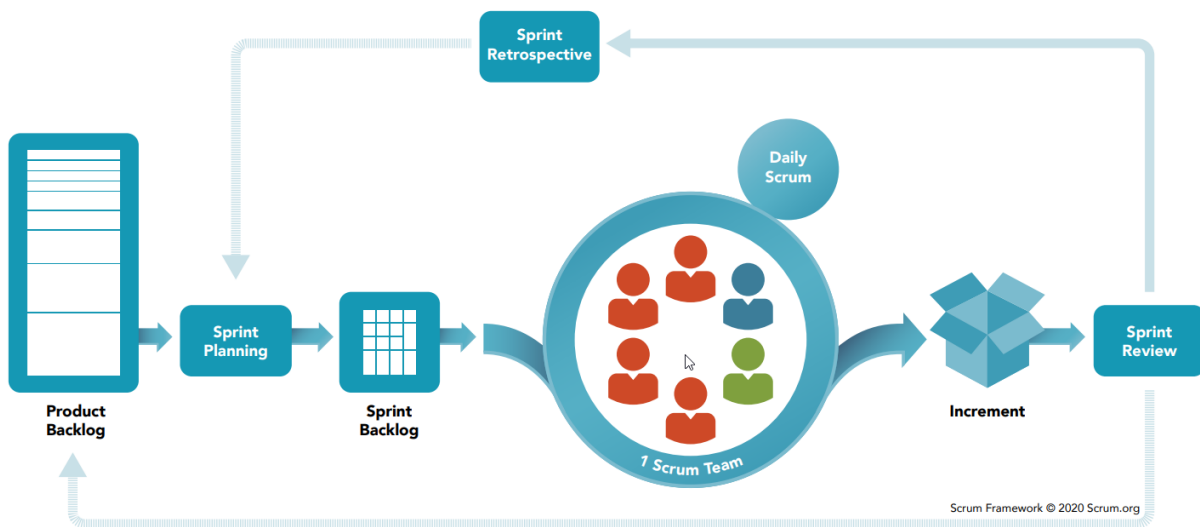 Sprint
Retrospective
Daily
Scrum
Sprint
Planning
Sprint
Review
Product
Backlog
Sprint
Backlog
1 Scrum Team
Increment
Scrum Framework © 2020 Scrum.org